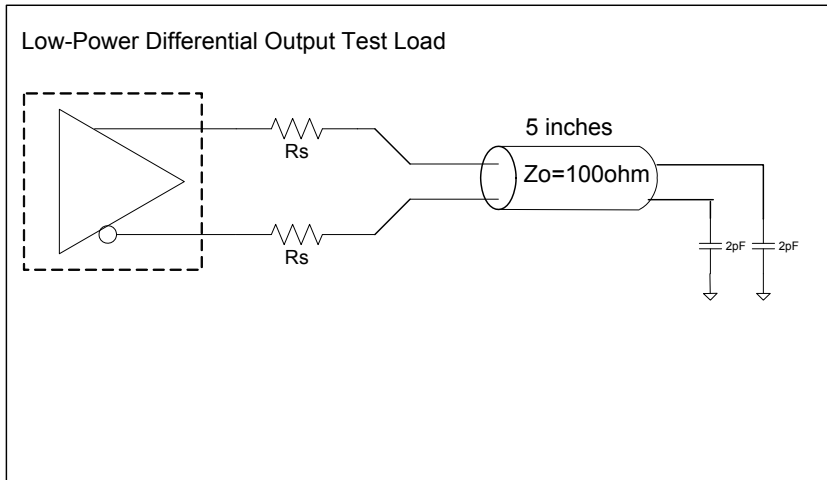 Low-Power Differential Output Test Load
Rs
5 inches
Zo=100ohm
Rs
2pF 2pF